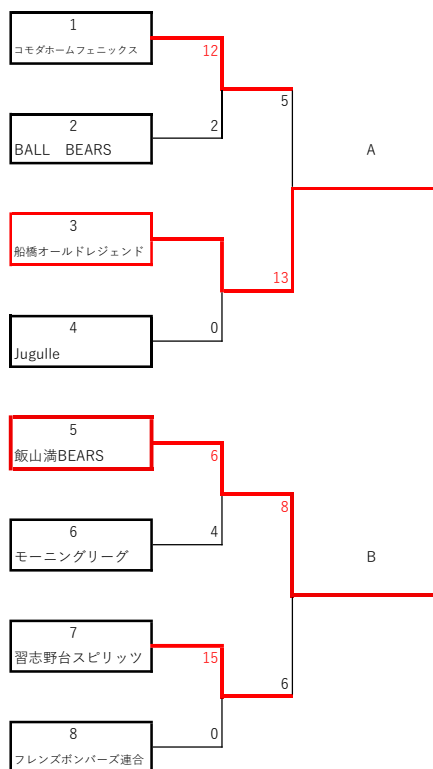 1
コモダホームフェニックス
12
5
2
BALL　BEARS
2
A
3
船橋オールドレジェンド
13
4
Jugulle
0
5
飯山満BEARS
6
8
6
モーニングリーグ
4
B
7
習志野台スピリッツ
15
6
8
フレンズボンバーズ連合
0